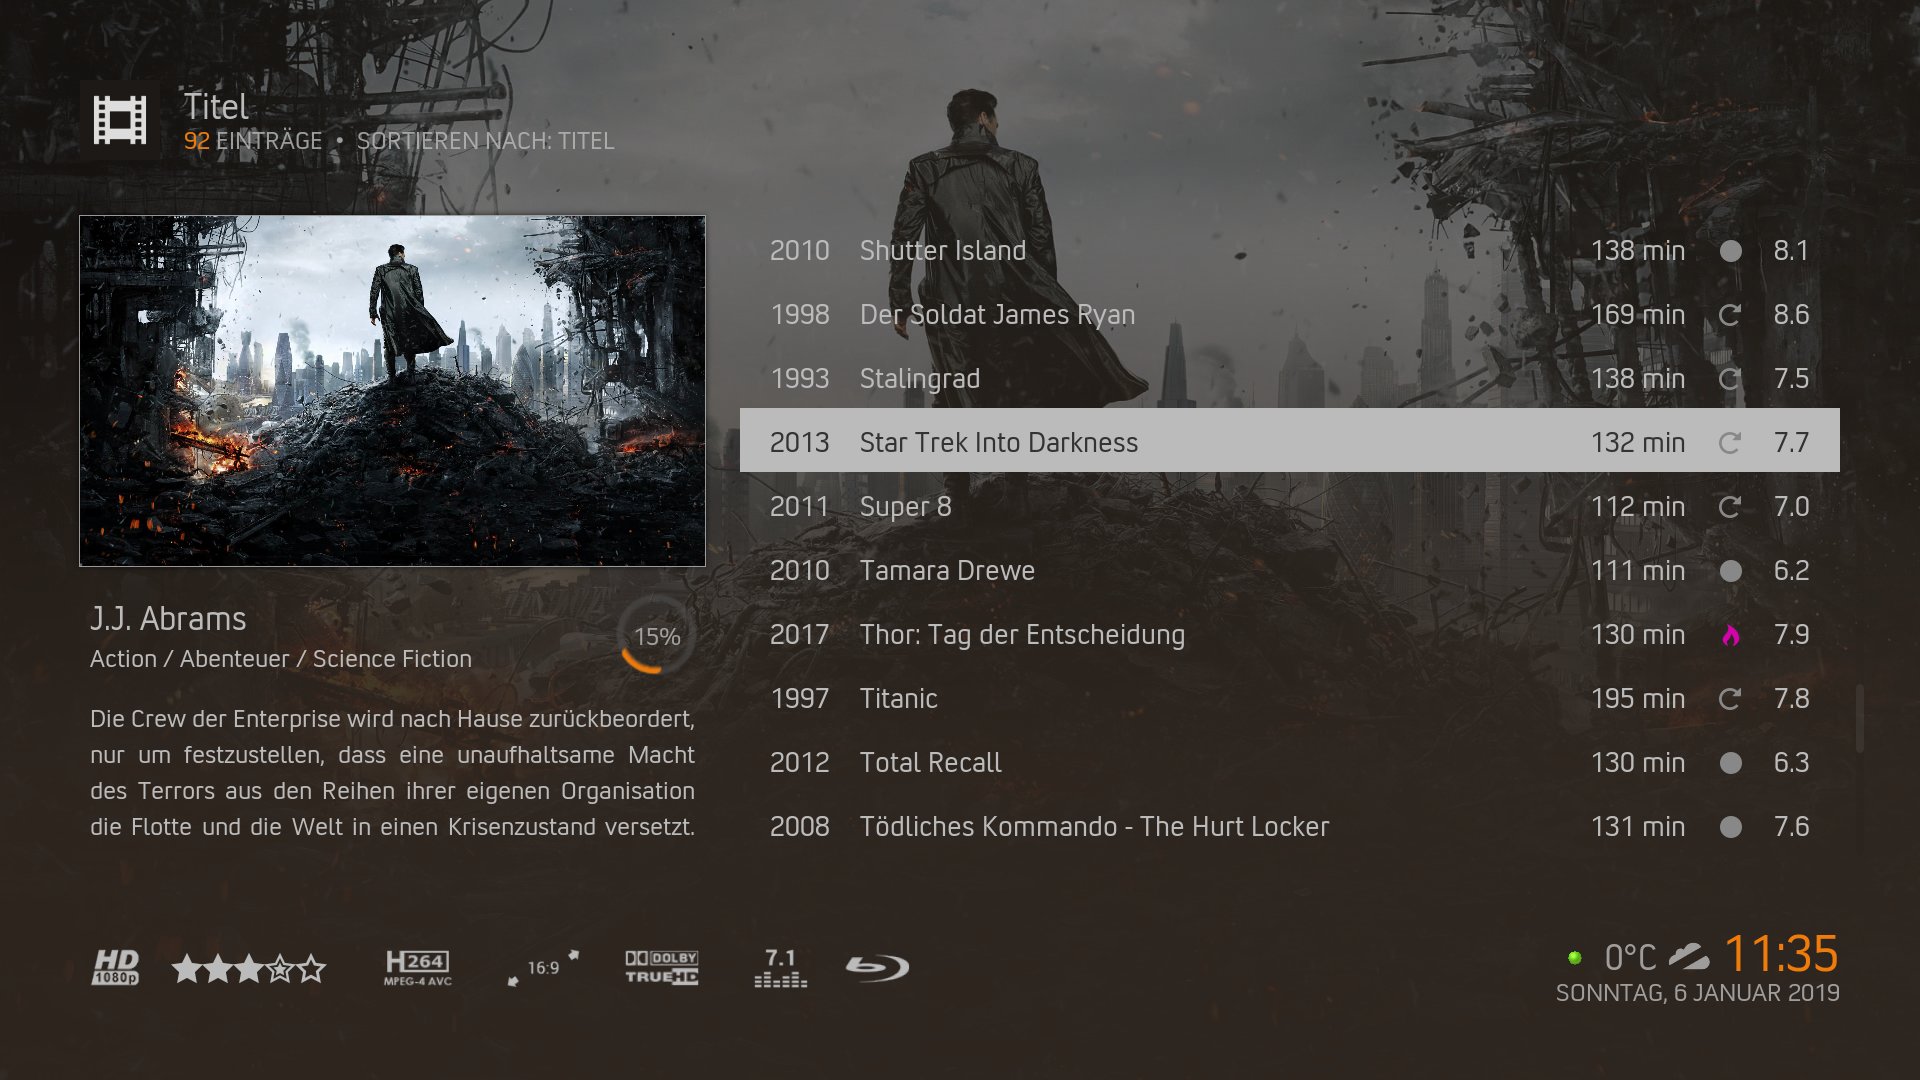 Titel
92 EINTRÄGE • SORTIEREN NACH: TITEL
2010 Shutter Island 138 min 8.1
1998 Der Soldat James Ryan 169 min 8.6
1993 Stalingrad 138 min 7.5
2013 Star Trek Into Darkness 132 min 7.7
2011 Super 8 112 min 7.0
2010 Tamara Drewe 111 min 6.2
2017 Thor: Tag der Entscheidung 130 min 7.9
1997 Titanic 195 min 7.8
2012 Total Recall 130 min 6.3
2008 Tödliches Kommando - The Hurt Locker 131 min 7.6
J.J. Abrams
Action / Abenteuer / Science Fiction
15%
Die Crew der Enterprise wird nach Hause zurückbeordert,
nur um festzustellen, dass eine unaufhaltsame Macht
des Terrors aus den Reihen ihrer eigenen Organisation
die Flotte und die Welt in einen Krisenzustand versetzt.
HD
1080p
H264
MPEG-4 AVC
16:9
DOLBY
TRUEHD
7.1
0°C 11:35
SONNTAG, 6 JANUAR 2019